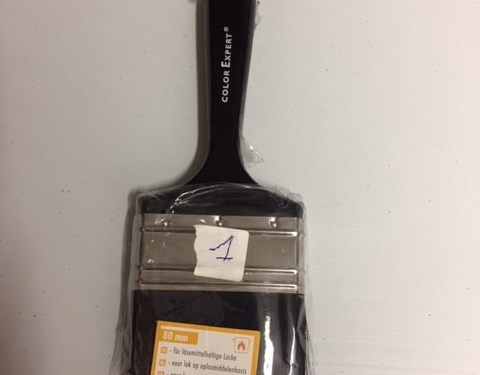 COLOR EXPERT®
1
80 mm
- für lösemittelhaltige Lacke
- voor lak op oplosmiddelenbasis